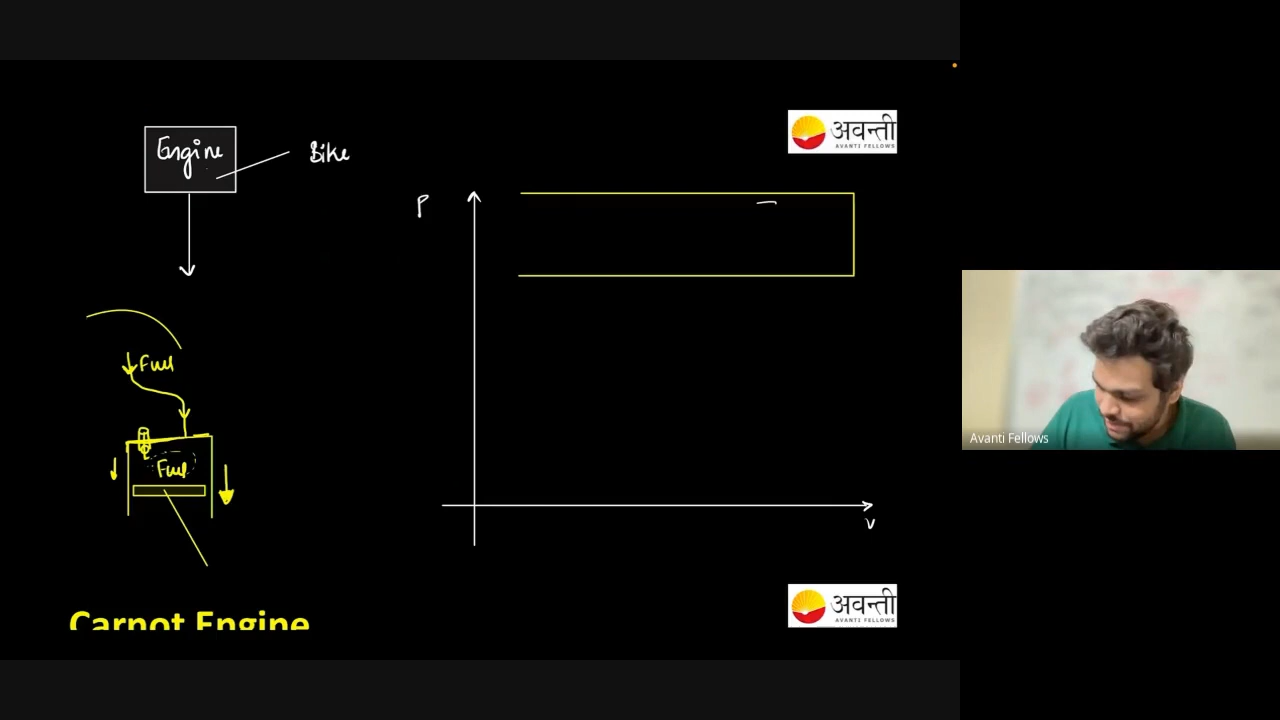 Engine
Bike
अवन्ती
AVANTI FELLOWS
P
Fuel
Fuel
v
Avanti Fellows
अवन्ती
AVANTI FELLOWS
Carnot Engine